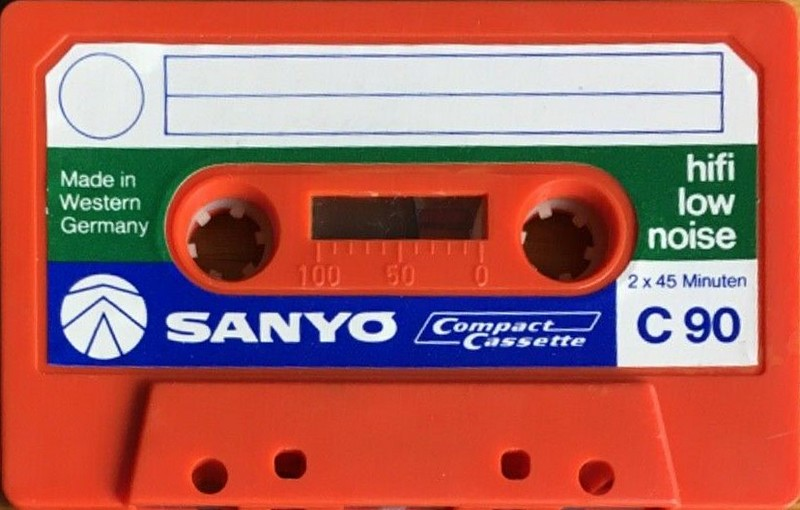 Made in
Western
Germany
hifi
low
noise
100 50 0
2 x 45 Minuten
SANYO
Compact
Cassette
C 90